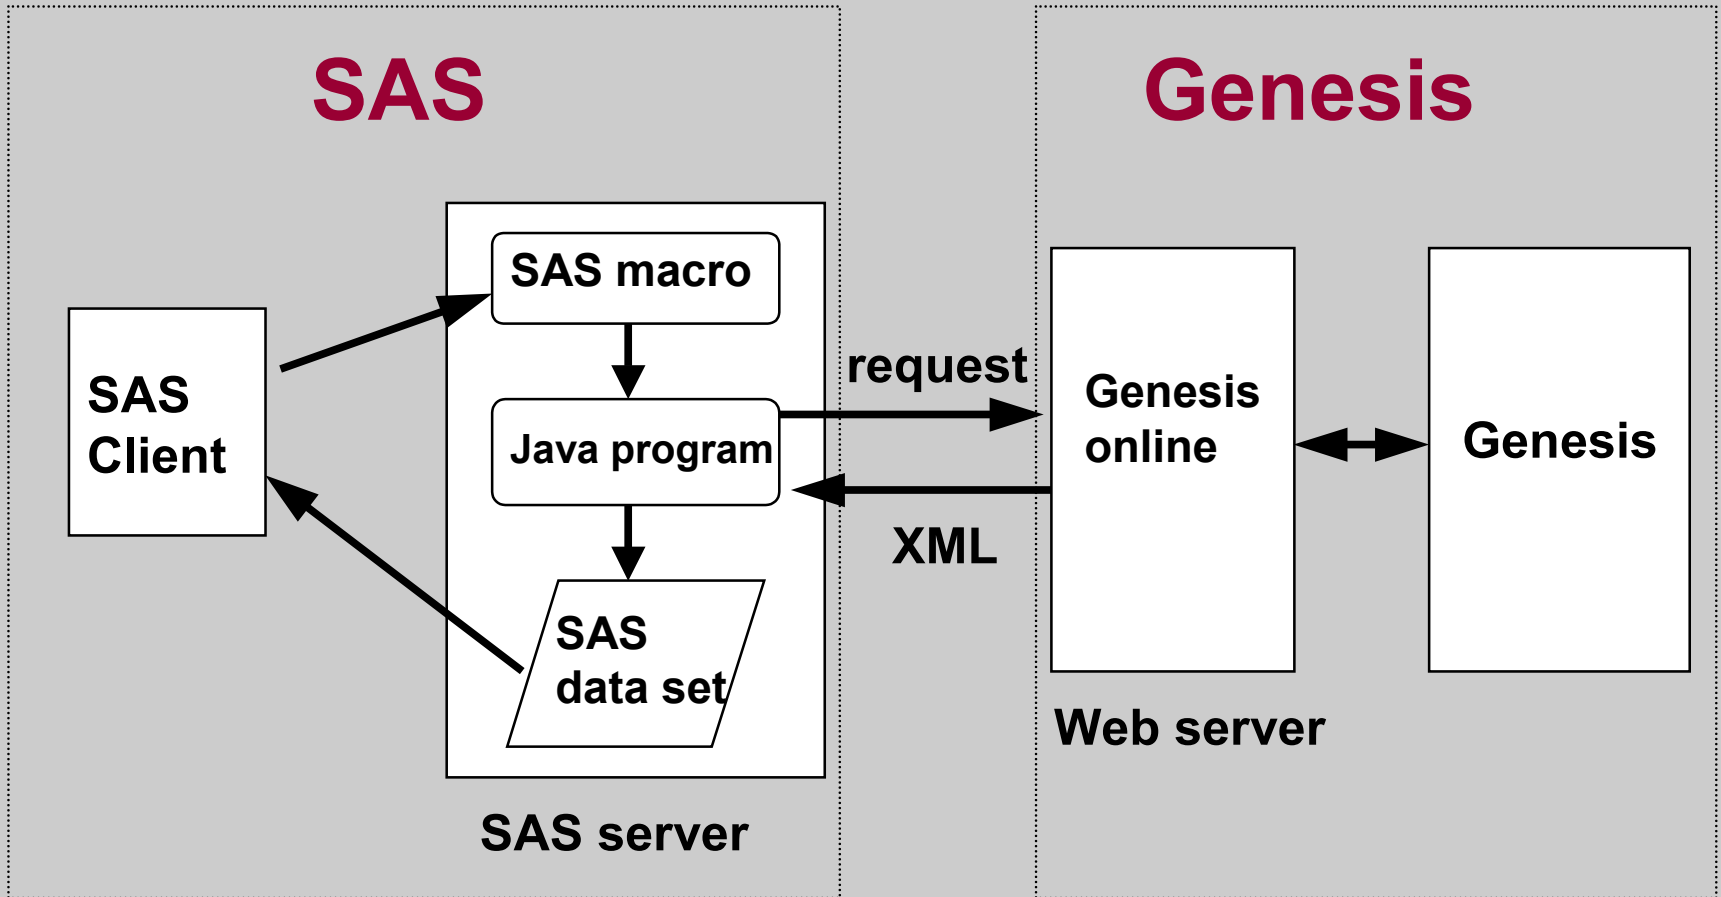 SAS
Genesis
SAS macro
SAS
Client
Java program
SAS
data set
SAS server
request
XML
Genesis
online
Genesis
Web server